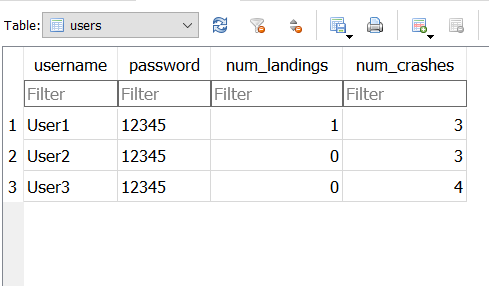 Table: users
username password num_landings num_crashes
Filter Filter Filter Filter
1 User1 12345 1 3
2 User2 12345 0 3
3 User3 12345 0 4